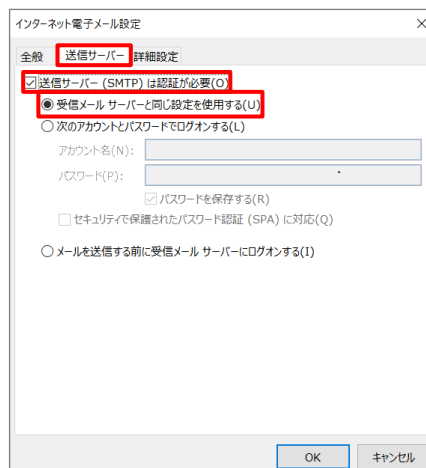 インターネット電子メール設定
全般 送信サーバー 詳細設定
送信サーバー (SMTP) は認証が必要(O)
受信メール サーバーと同じ設定を使用する(U)
次のアカウントとパスワードでログオンする(L)
アカウント名(N):
パスワード(P):
パスワードを保存する(R)
セキュリティで保護されたパスワード認証 (SPA) に対応(Q)
メールを送信する前に受信メール サーバーにログオンする(I)
OK キャンセル